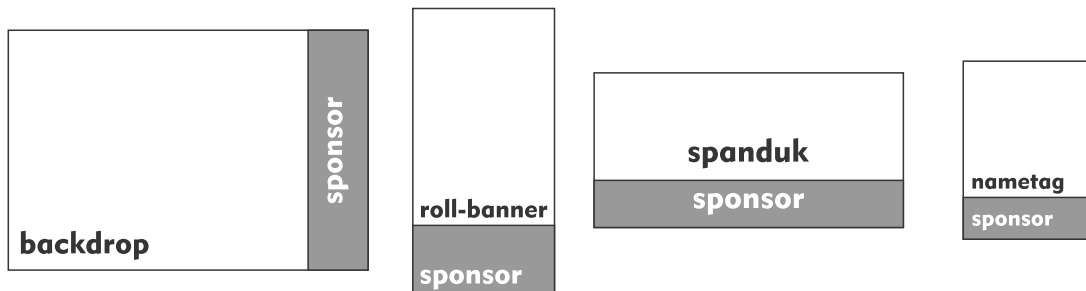 backdrop
sponsor
roll-banner
sponsor
spanduk
sponsor
nametag
sponsor